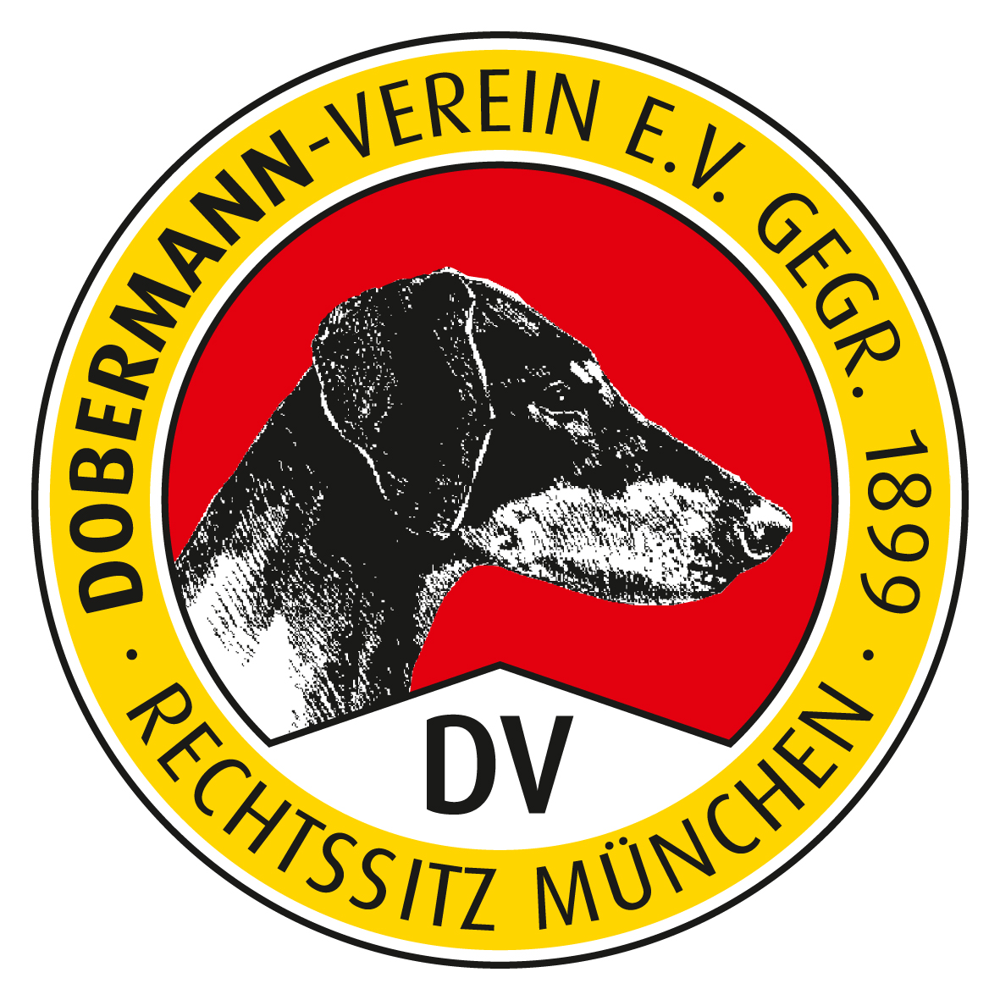 DOBERMANN-VEREIN E.V. GEGR. 1899
· RECHTSSITZ MÜNCHEN ·
DV